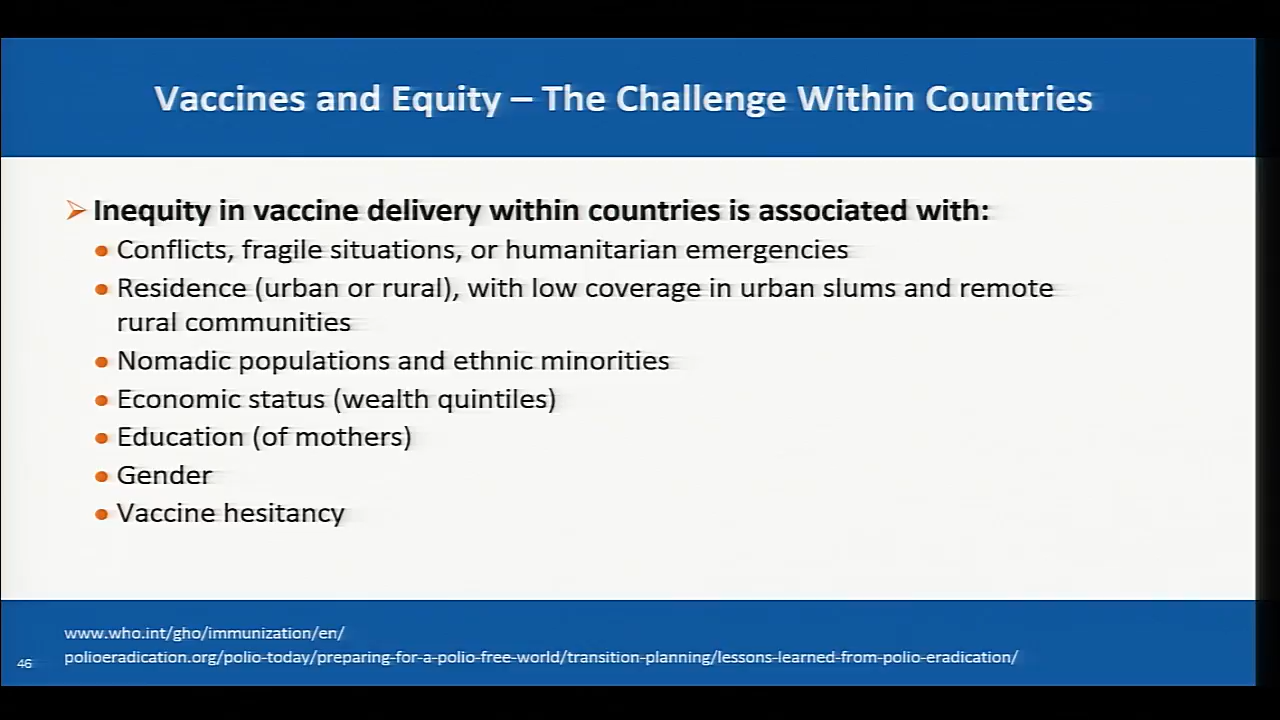 Vaccines and Equity – The Challenge Within Countries
➢ Inequity in vaccine delivery within countries is associated with:
• Conflicts, fragile situations, or humanitarian emergencies
• Residence (urban or rural), with low coverage in urban slums and remote
rural communities
• Nomadic populations and ethnic minorities
• Economic status (wealth quintiles)
• Education (of mothers)
• Gender
• Vaccine hesitancy
www.who.int/gho/immunization/en/
polioeradication.org/polio-today/preparing-for-a-polio-free-world/transition-planning/lessons-learned-from-polio-eradication/
46